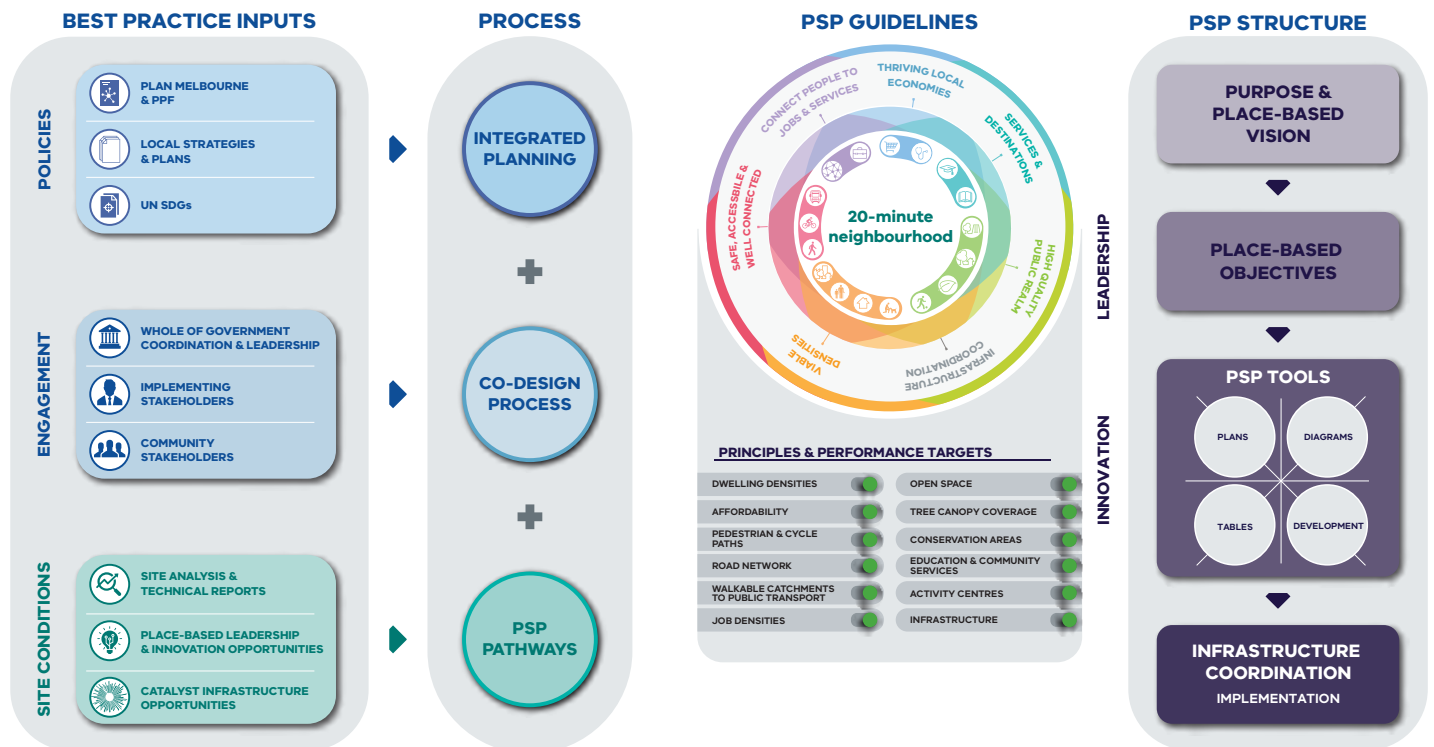 BEST PRACTICE INPUTS
POLICIES
PLAN MELBOURNE
& PPF
LOCAL STRATEGIES
& PLANS
UN SDGs
ENGAGEMENT
WHOLE OF GOVERNMENT
COORDINATION & LEADERSHIP
IMPLEMENTING
STAKEHOLDERS
COMMUNITY
STAKEHOLDERS
SITE CONDITIONS
SITE ANALYSIS &
TECHNICAL REPORTS
PLACE-BASED LEADERSHIP
& INNOVATION OPPORTUNITIES
CATALYST INFRASTRUCTURE
OPPORTUNITIES
PROCESS
INTEGRATED
PLANNING
CO-DESIGN
PROCESS
PSP
PATHWAYS
PSP GUIDELINES
THRIVING LOCAL
ECONOMIES
SERVICES &
DESTINATIONS
HIGH QUALITY
PUBLIC REALM
INFRASTRUCTURE
COORDINATION
VIABLE
DENSITIES
SAFE, ACCESSBILE &
WELL CONNECTED
CONNECT PEOPLE TO
JOBS & SERVICES
20-minute
neighbourhood
PRINCIPLES & PERFORMANCE TARGETS
DWELLING DENSITIES
AFFORDABILITY
PEDESTRIAN & CYCLE
PATHS
ROAD NETWORK
WALKABLE CATCHMENTS
TO PUBLIC TRANSPORT
JOB DENSITIES
OPEN SPACE
TREE CANOPY COVERAGE
CONSERVATION AREAS
EDUCATION & COMMUNITY
SERVICES
ACTIVITY CENTRES
INFRASTRUCTURE
LEADERSHIP
INNOVATION
PSP STRUCTURE
PURPOSE &
PLACE-BASED
VISION
PLACE-BASED
OBJECTIVES
PSP TOOLS
PLANS
DIAGRAMS
TABLES
DEVELOPMENT
INFRASTRUCTURE
COORDINATION
IMPLEMENTATION